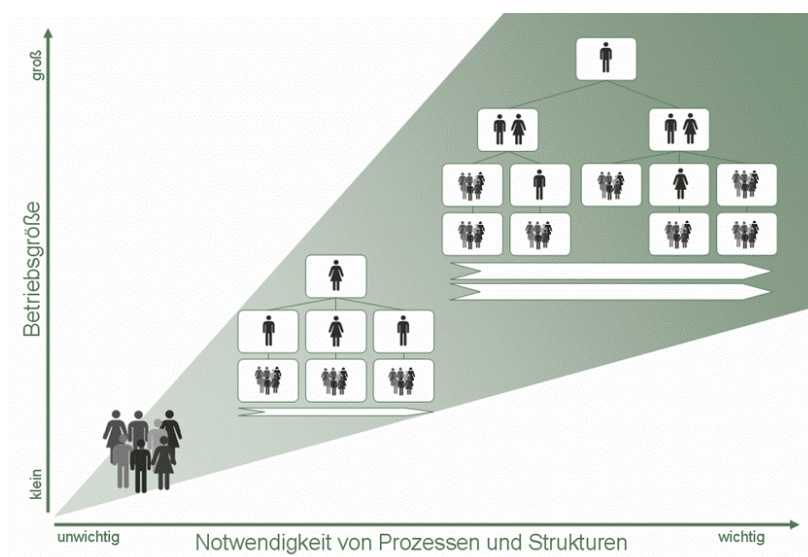 groß
Betriebsgröße
klein
unwichtig
Notwendigkeit von Prozessen und Strukturen
wichtig